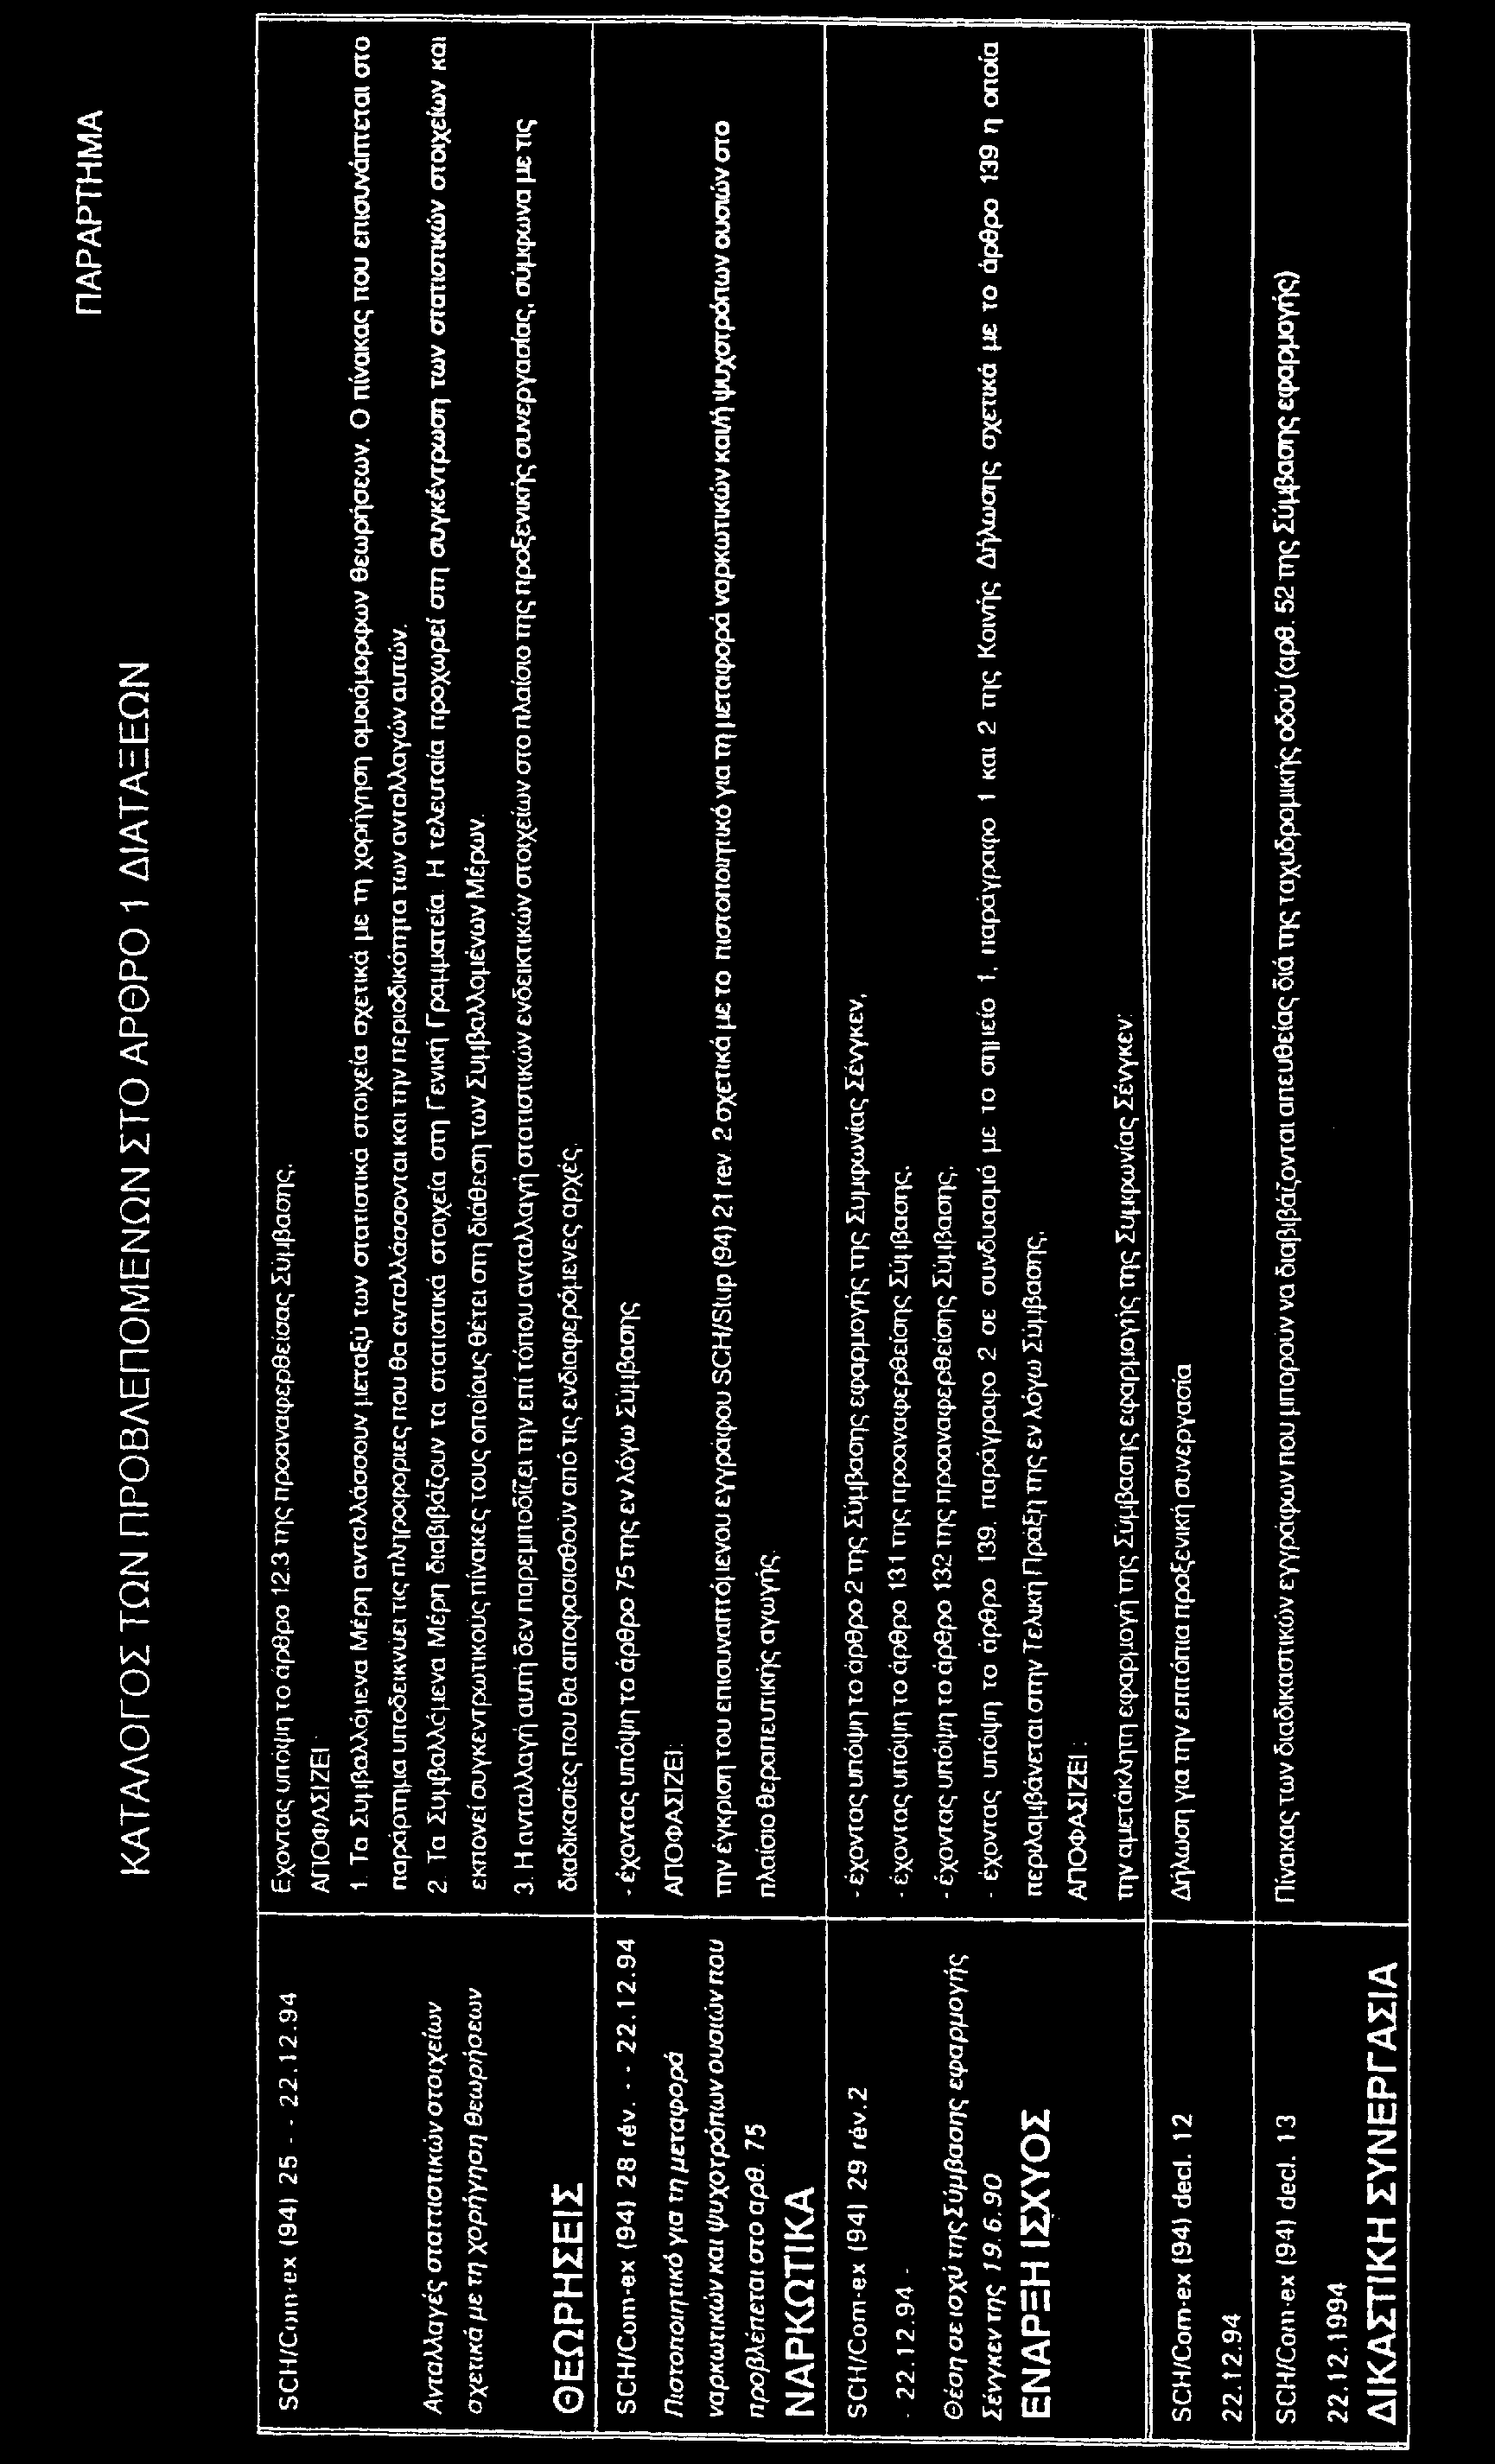 ΠΑΡΑΡΤΗΜΑ
ΚΑΤΑΛΟΓΟΣ ΤΩΝ ΠΡΟΒΛΕΠΟΜΕΝΩΝ ΣΤΟ ΑΡΘΡΟ 1 ΔΙΑΤΑΞΕΩΝ
SCH/Com-ex (94) 25 - - 22.12.94
Ανταλλαγές στατιστικών στοιχείων
σχετικά με τη χορήγηση θεωρήσεων
ΘΕΩΡΗΣΕΙΣ
Εχοντας υπόψη το άρθρο 12.3 της προαναφερθείσας Σύμβασης,
ΑΠΟΦΑΣΙΖΕΙ:
1. Τα Συμβαλλόμενα Μέρη ανταλλάσσουν μεταξύ των στατιστικά στοιχεία σχετικά με τη χορήγηση ομοιόμορφων θεωρήσεων. Ο πίνακας που επισυνάπτεται στο
παράρτημα υποδεικνύει τις πληροφορίες που θα ανταλλάσσονται και την περιοδικότητα των ανταλλαγών αυτών.
2. Τα Συμβαλλόμενα Μέρη διαβιβάζουν τα στατιστικά στοιχεία στη Γενική Γραμματεία. Η τελευταία προχωρεί στη συγκέντρωση των στατιστικών στοιχείων και
εκπονεί συγκεντρωτικούς πίνακες τους οποίους θέτει στη διάθεση των Συμβαλλομένων Μέρων.
3. Η ανταλλαγή αυτή δεν παρεμποδίζει την επί τόπου ανταλλαγή στατιστικών ενδεικτικών στοιχείων στο πλαίσιο της προξενικής συνεργασίας, σύμφωνα με τις
διαδικασίες που θα αποφασισθούν από τις ενδιαφερόμενες αρχές.
SCH/Com-ex (94) 28 rév. - - 22.12.94
Πιστοποιητικό για τη μεταφορά
ναρκωτικών και ψυχοτρόπων ουσιών που
προβλέπεται στο αρθ. 75
ΝΑΡΚΩΤΙΚΑ
- έχοντας υπόψη το άρθρο 75 της εν λόγω Σύμβασης
ΑΠΟΦΑΣΙΖΕΙ:
την έγκριση του επισυναπτόμενου εγγράφου SCH/Stup (94) 21 rev. 2 σχετικά με το πιστοποιητικό για τη μεταφορά ναρκωτικών και/ή ψυχοτρόπων ουσιών στο
πλαίσιο θεραπευτικής αγωγής.
SCH/Com-ex (94) 29 rév.2
- 22.12.94 -
Θέση σε ισχύ της Σύμβασης εφαρμογής
Σένγκεν της 19.6.90
ΕΝΑΡΞΗ ΙΣΧΥΟΣ
- έχοντας υπόψη το άρθρο 2 της Σύμβασης εφαρμογής της Συμφωνίας Σένγκεν,
- έχοντας υπόψη το άρθρο 131 της προαναφερθείσης Σύμβασης,
- έχοντας υπόψη το άρθρο 132 της προαναφερθείσης Σύμβασης,
- έχοντας υπόψη το άρθρο 139, παράγραφο 2 σε συνδυασμό με το σημείο 1, παράγραφο 1 και 2 της Κοινής Δήλωσης σχετικά με το άρθρο 139 η οποία
περιλαμβάνεται στην Τελική Πράξη της εν λόγω Σύμβασης,
ΑΠΟΦΑΣΙΖΕΙ:
την αμετάκλητη εφαρμογή της Σύμβασης εφαρμογής της Συμφωνίας Σένγκεν:
SCH/Com-ex (94) decl. 12
22.12.94
Δήλωση για την επιτόπια προξενική συνεργασία
SCH/Com-ex (94) decl. 13
22.12.1994
ΔΙΚΑΣΤΙΚΗ ΣΥΝΕΡΓΑΣΙΑ
Πίνακας των διαδικαστικών εγγράφων που μπορούν να διαβιβάζονται απευθείας διά της ταχυδρομικής οδού (αρθ. 52 της Σύμβασης εφαρμογής)